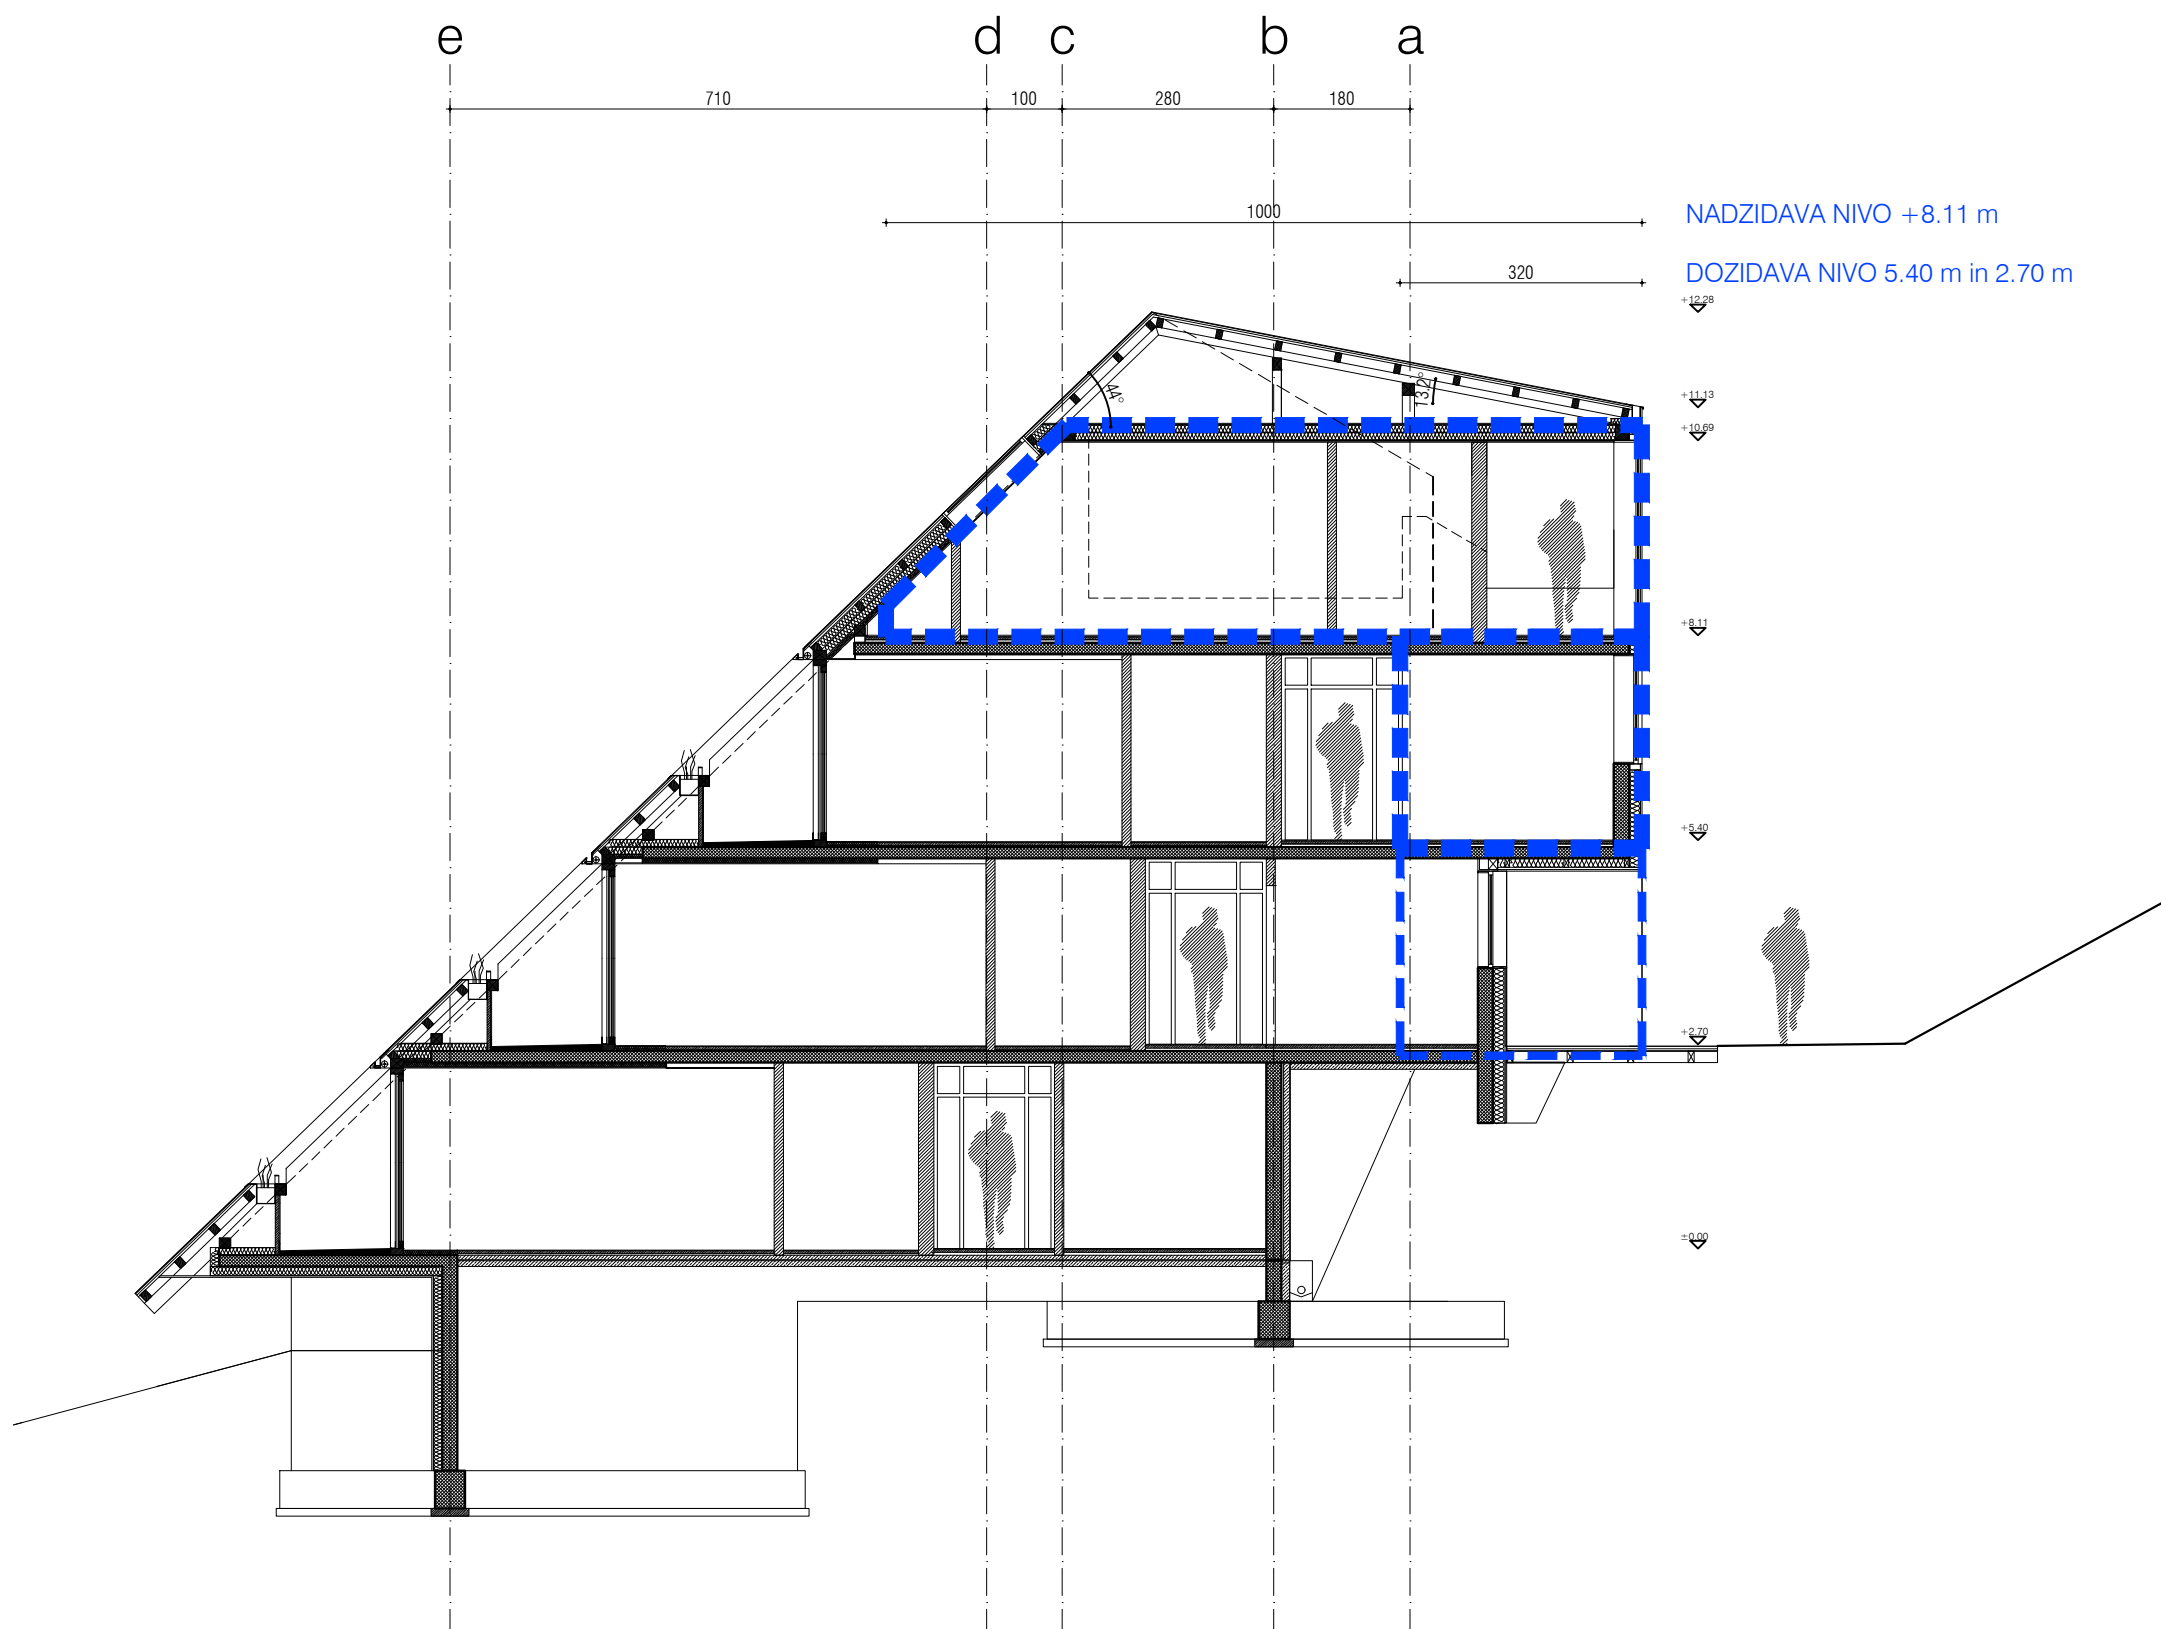 e d c b a
710 100 280 180
1000
NADZIDAVA NIVO +8.11 m
320
DOZIDAVA NIVO 5.40 m in 2.70 m
+12.28
44°
13.2°
+11.13
+10.69
+8.11
+5.40
+2.70
±0.00